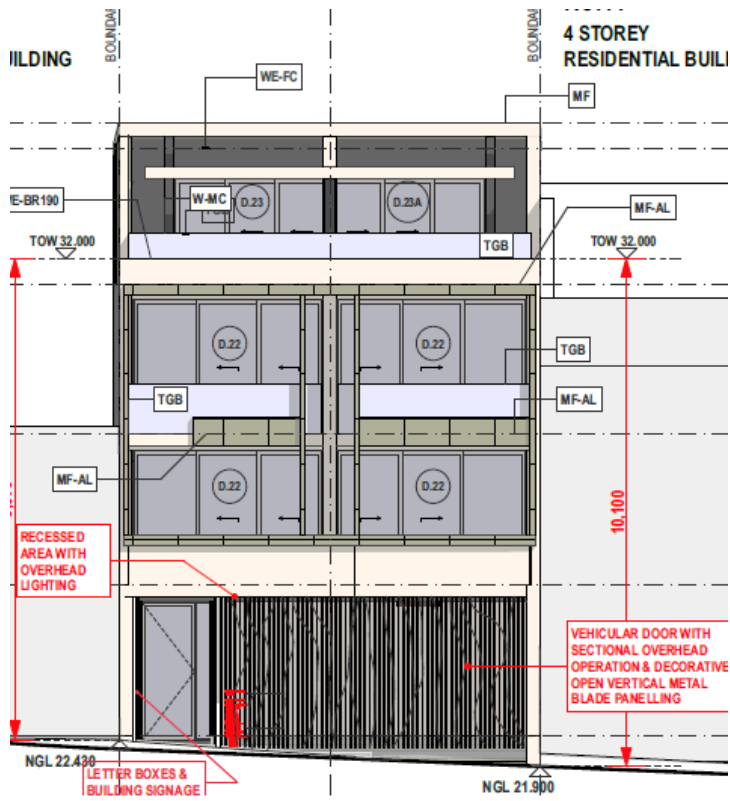 4 STOREY
RESIDENTIAL BUIL
ILDING
BOUNDA
BOUND
WE-FC
MF
W-MC
D.23
D.23A
E-BR190
MF-AL
TOW 32.000
TGB
TOW 32.000
D.22
D.22
TGB
TGB
MF-AL
D.22
D.22
MF-AL
10,100
RECESSED
AREA WITH
OVERHEAD
LIGHTING
VEHICULAR DOOR WITH
SECTIONAL OVERHEAD
OPERATION & DECORATIVE
OPEN VERTICAL METAL
BLADE PANELLING
NGL 22.430
LETTER BOXES &
BUILDING SIGNAGE
NGL 21.900